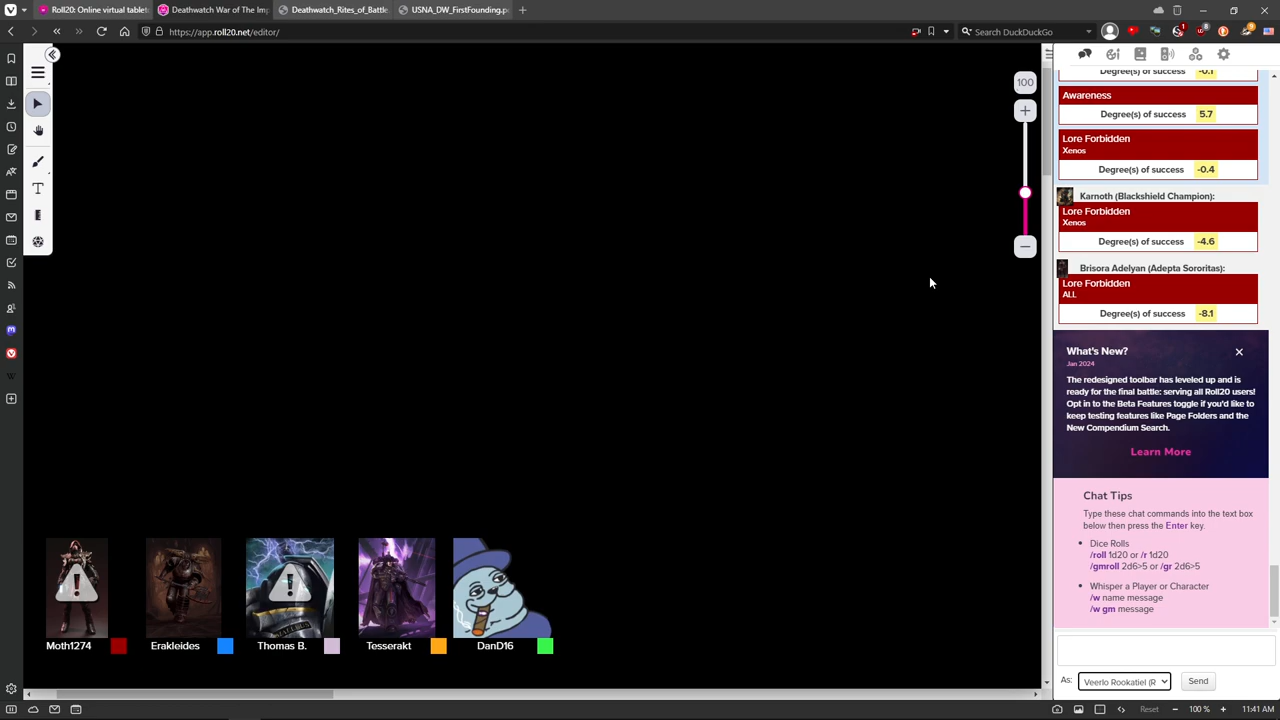 Roll20: Online virtual tablet
Deathwatch War of The Imp
Deathwatch_Rites_of_Battle
USNA_DW_FirstFounding.p
https://app.roll20.net/editor/
Search DuckDuckGo
100
-0.1
Awareness
Degree(s) of success 5.7
Lore Forbidden
Xenos
Degree(s) of success -0.4
Karnoth (Blackshield Champion):
Lore Forbidden
Xenos
Degree(s) of success -4.6
Brisora Adelyan (Adepta Sororitas):
Lore Forbidden
ALL
Degree(s) of success -8.1
What's New?
Jan 2024
The redesigned toolbar has leveled up and is
ready for the final battle: serving all Roll20 users!
Opt in to the Beta Features toggle if you'd like to
keep testing features like Page Folders and the
New Compendium Search.
Learn More
Chat Tips
Type these chat commands into the text box
below then press the Enter key.
Dice Rolls
/roll 1d20 or /r 1d20
/gmroll 2d6>5 or /gr 2d6>5
Whisper a Player or Character
/w name message
/w gm message
Moth1274
Erakleides
Thomas B.
Tesserakt
DanD16
As: Veerlo Rookatiel (R
Send
Reset
100 %
11:41 AM